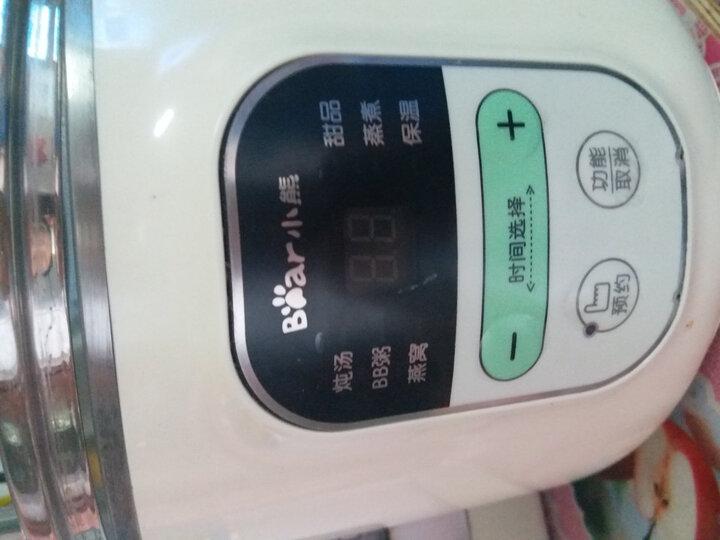 Bear小熊
炖汤
BB粥
燕窝
88
甜品
蒸煮
保温
− 时间选择 +
预约
功能
取消